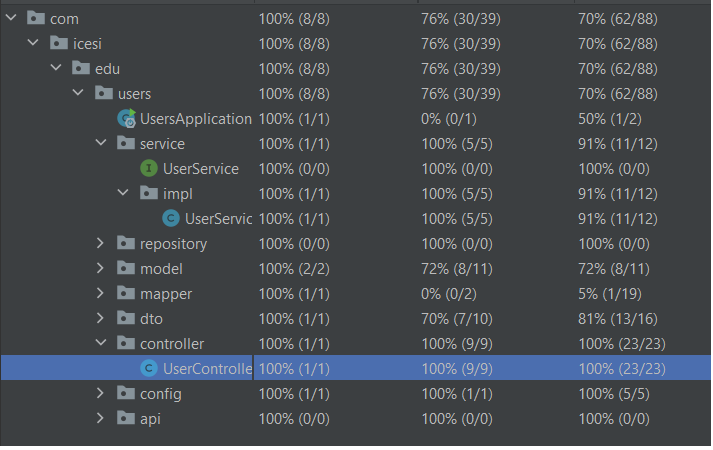 com 100% (8/8) 76% (30/39) 70% (62/88)
icesi 100% (8/8) 76% (30/39) 70% (62/88)
edu 100% (8/8) 76% (30/39) 70% (62/88)
users 100% (8/8) 76% (30/39) 70% (62/88)
UsersApplication 100% (1/1) 0% (0/1) 50% (1/2)
service 100% (1/1) 100% (5/5) 91% (11/12)
I UserService 100% (0/0) 100% (0/0) 100% (0/0)
impl 100% (1/1) 100% (5/5) 91% (11/12)
C UserServic 100% (1/1) 100% (5/5) 91% (11/12)
repository 100% (0/0) 100% (0/0) 100% (0/0)
model 100% (2/2) 72% (8/11) 72% (8/11)
mapper 100% (1/1) 0% (0/2) 5% (1/19)
dto 100% (1/1) 70% (7/10) 81% (13/16)
controller 100% (1/1) 100% (9/9) 100% (23/23)
C UserControlle 100% (1/1) 100% (9/9) 100% (23/23)
config 100% (1/1) 100% (1/1) 100% (5/5)
api 100% (0/0) 100% (0/0) 100% (0/0)